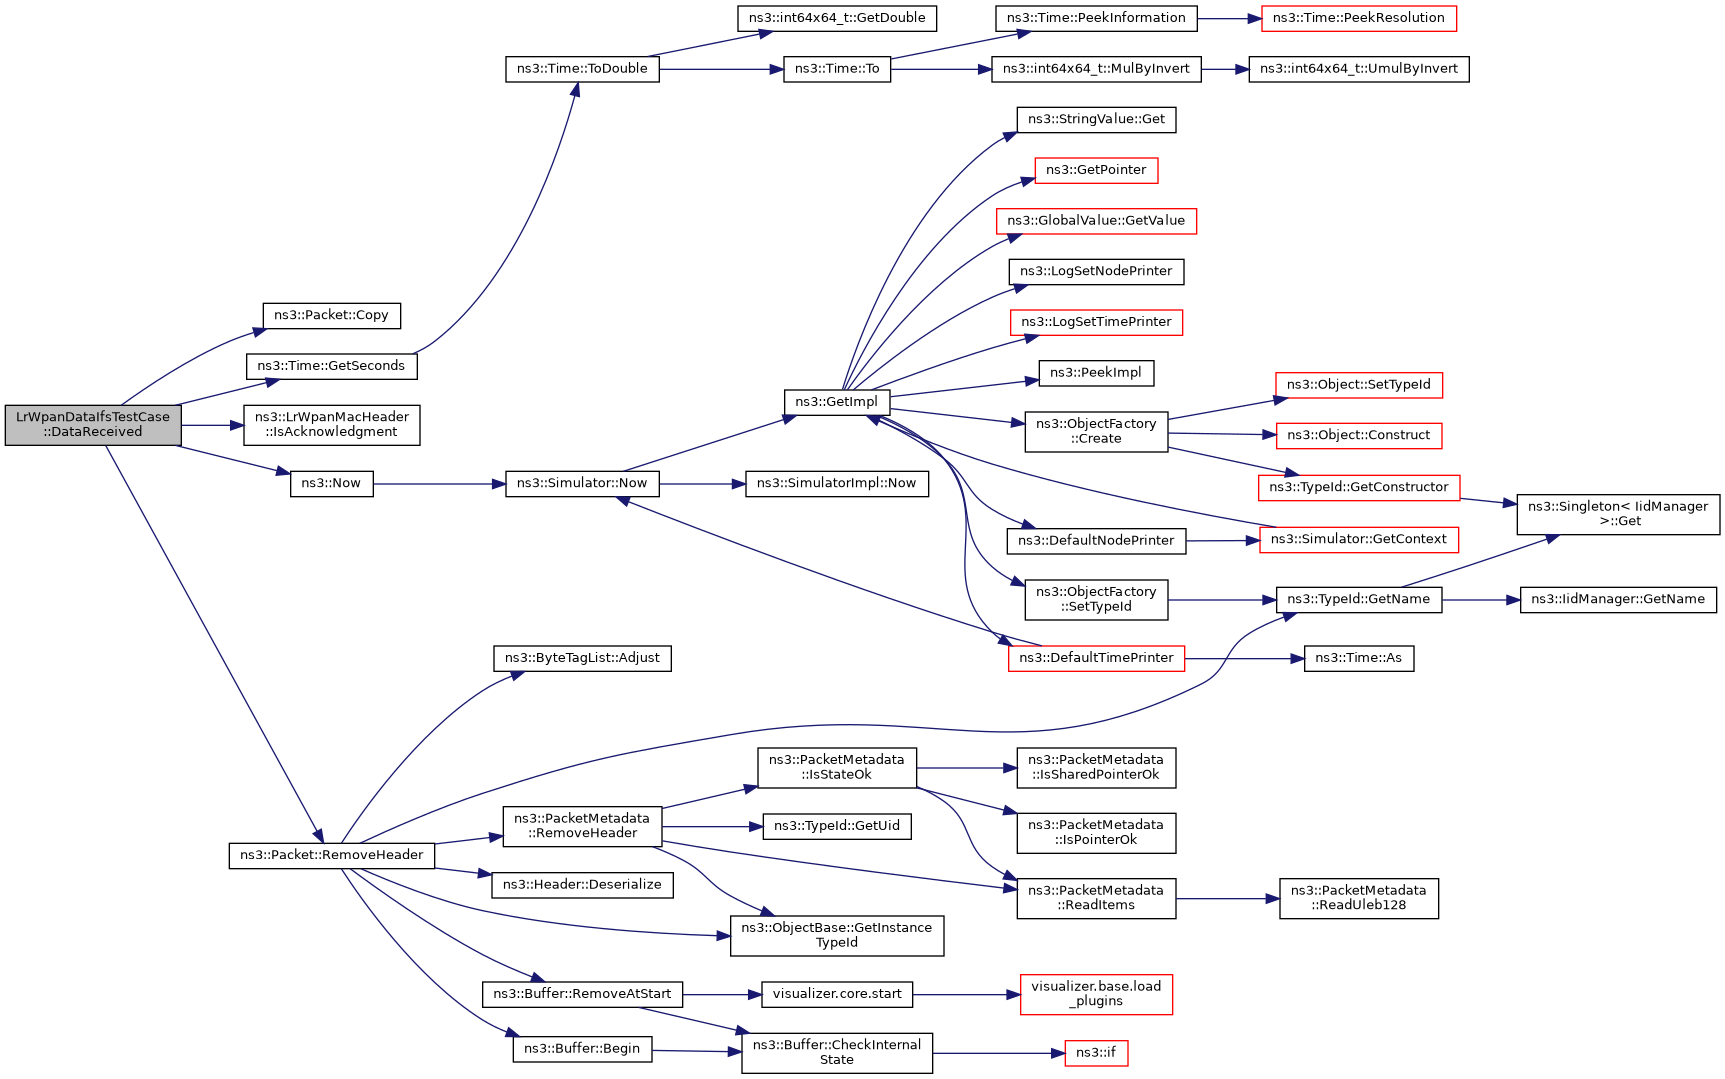 ns3::int64x64_t::GetDouble
ns3::Time::PeekInformation
ns3::Time::PeekResolution
ns3::Time::ToDouble
ns3::Time::To
ns3::int64x64_t::MulByInvert
ns3::int64x64_t::UmulByInvert
ns3::StringValue::Get
ns3::GetPointer
ns3::GlobalValue::GetValue
ns3::LogSetNodePrinter
ns3::Packet::Copy
ns3::LogSetTimePrinter
ns3::Time::GetSeconds
ns3::PeekImpl
ns3::Object::SetTypeId
LrWpanDataIfsTestCase
::DataReceived
ns3::LrWpanMacHeader
::IsAcknowledgment
ns3::GetImpl
ns3::ObjectFactory
::Create
ns3::Object::Construct
ns3::Now
ns3::Simulator::Now
ns3::SimulatorImpl::Now
ns3::TypeId::GetConstructor
ns3::Singleton< IidManager
>::Get
ns3::DefaultNodePrinter
ns3::Simulator::GetContext
ns3::ObjectFactory
::SetTypeId
ns3::TypeId::GetName
ns3::IidManager::GetName
ns3::ByteTagList::Adjust
ns3::DefaultTimePrinter
ns3::Time::As
ns3::PacketMetadata
::IsStateOk
ns3::PacketMetadata
::IsSharedPointerOk
ns3::PacketMetadata
::RemoveHeader
ns3::TypeId::GetUid
ns3::PacketMetadata
::IsPointerOk
ns3::Packet::RemoveHeader
ns3::Header::Deserialize
ns3::PacketMetadata
::ReadItems
ns3::PacketMetadata
::ReadUleb128
ns3::ObjectBase::GetInstance
TypeId
ns3::Buffer::RemoveAtStart
visualizer.core.start
visualizer.base.load
_plugins
ns3::Buffer::Begin
ns3::Buffer::CheckInternal
State
ns3::if